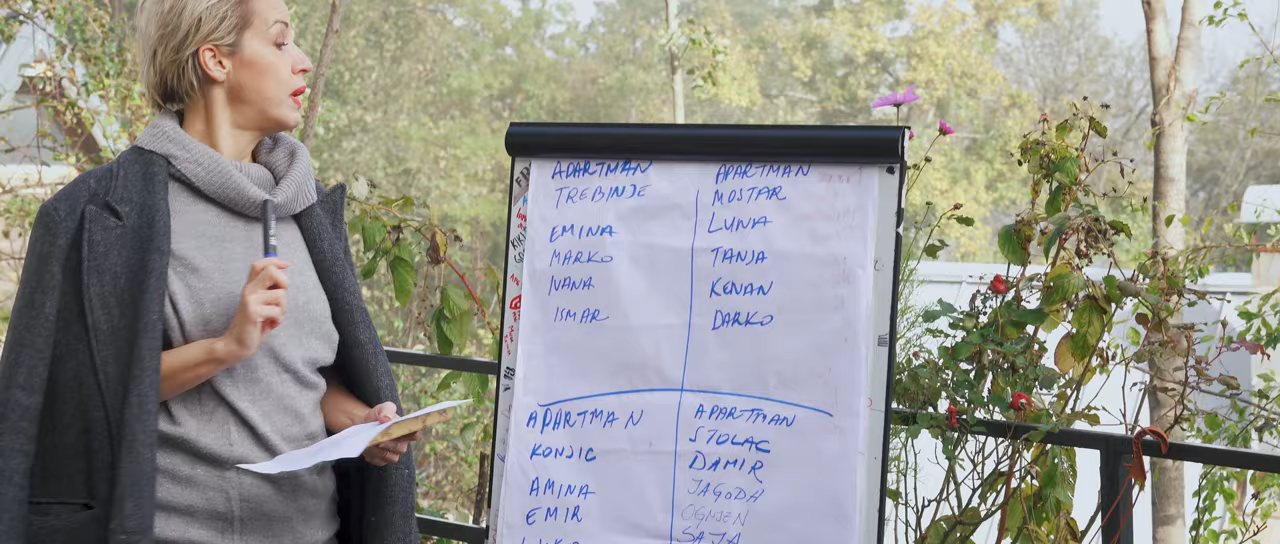 APARTMAN
TREBINJE
EMINA
MARKO
IVANA
ISMAR
APARTMAN
MOSTAR
LUNA
TANJA
KENAN
DARKO
APARTMAN
KONJIC
AMINA
EMIR
APARTMAN
STOLAC
DAMIR
JAGODA
OGNJEN
SAJA